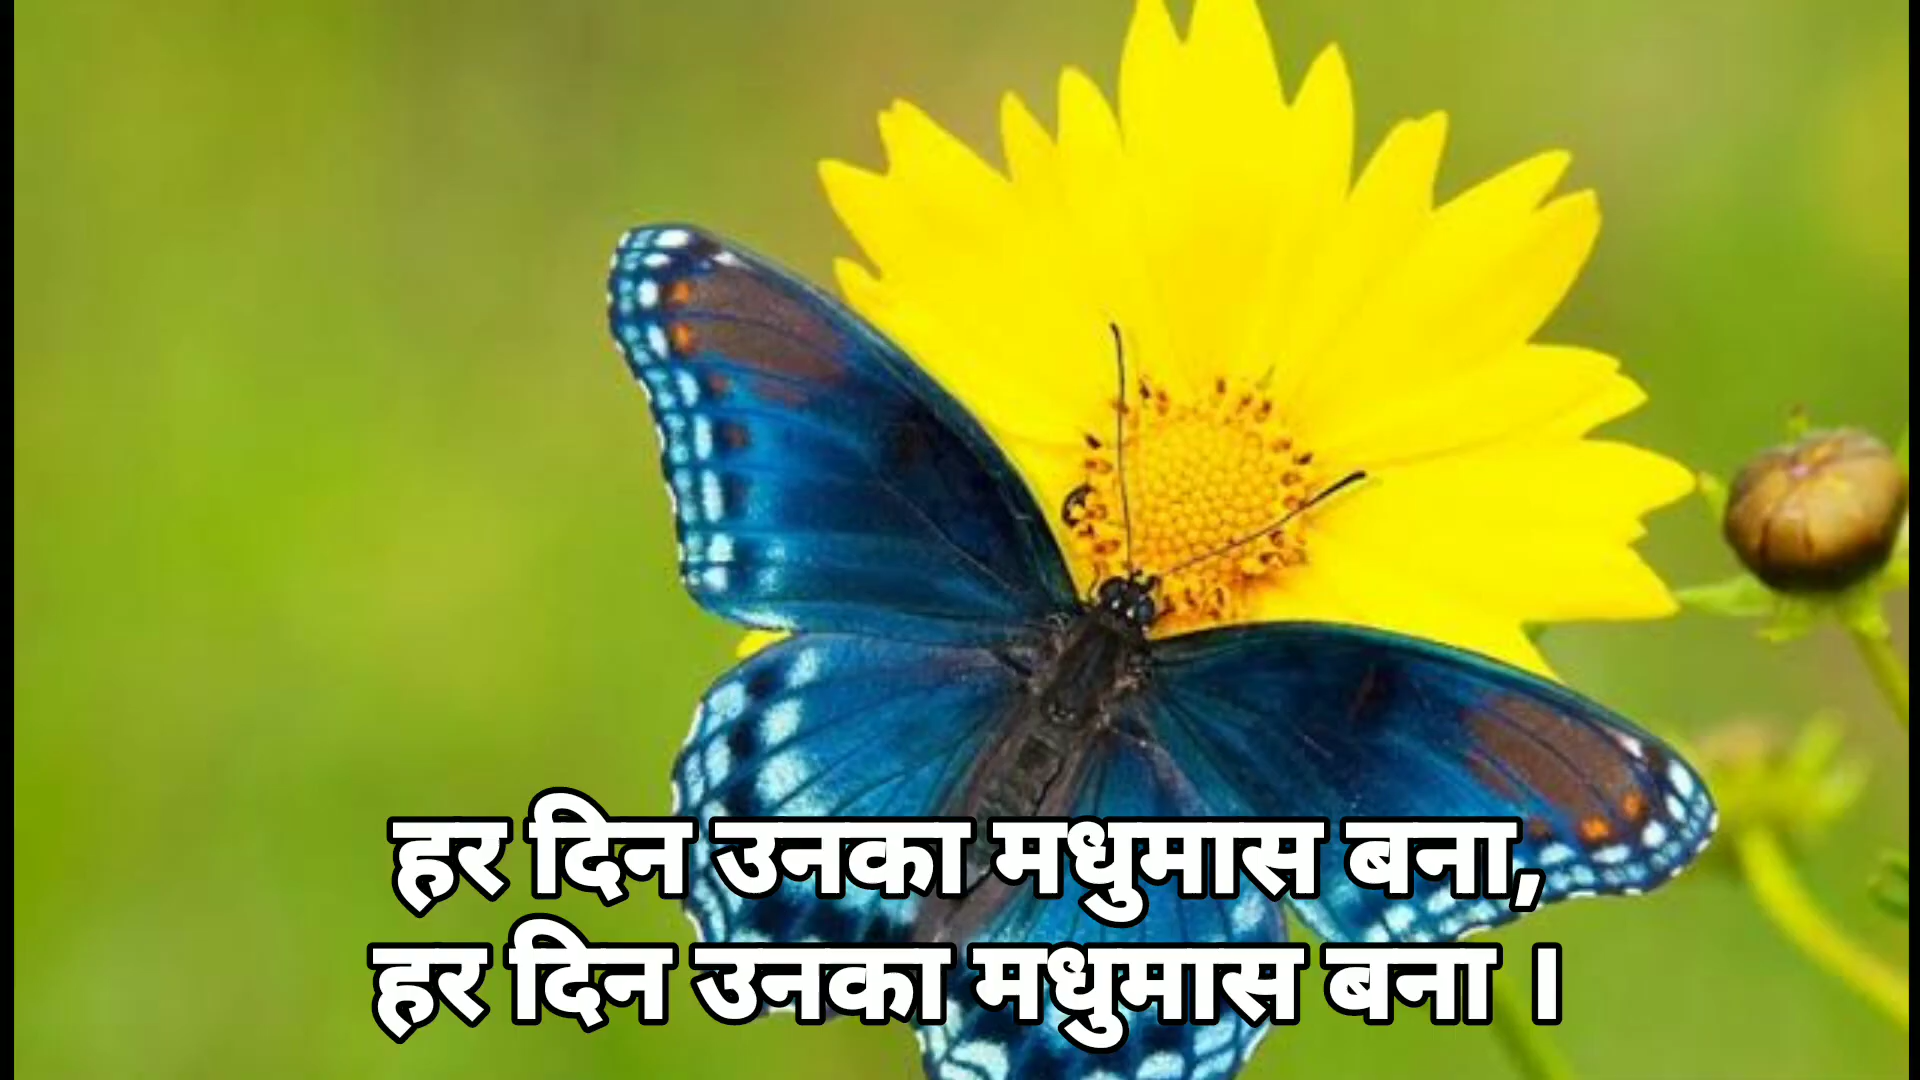 हर दिन उनका मधुमास बना,
हर दिन उनका मधुमास बना ।